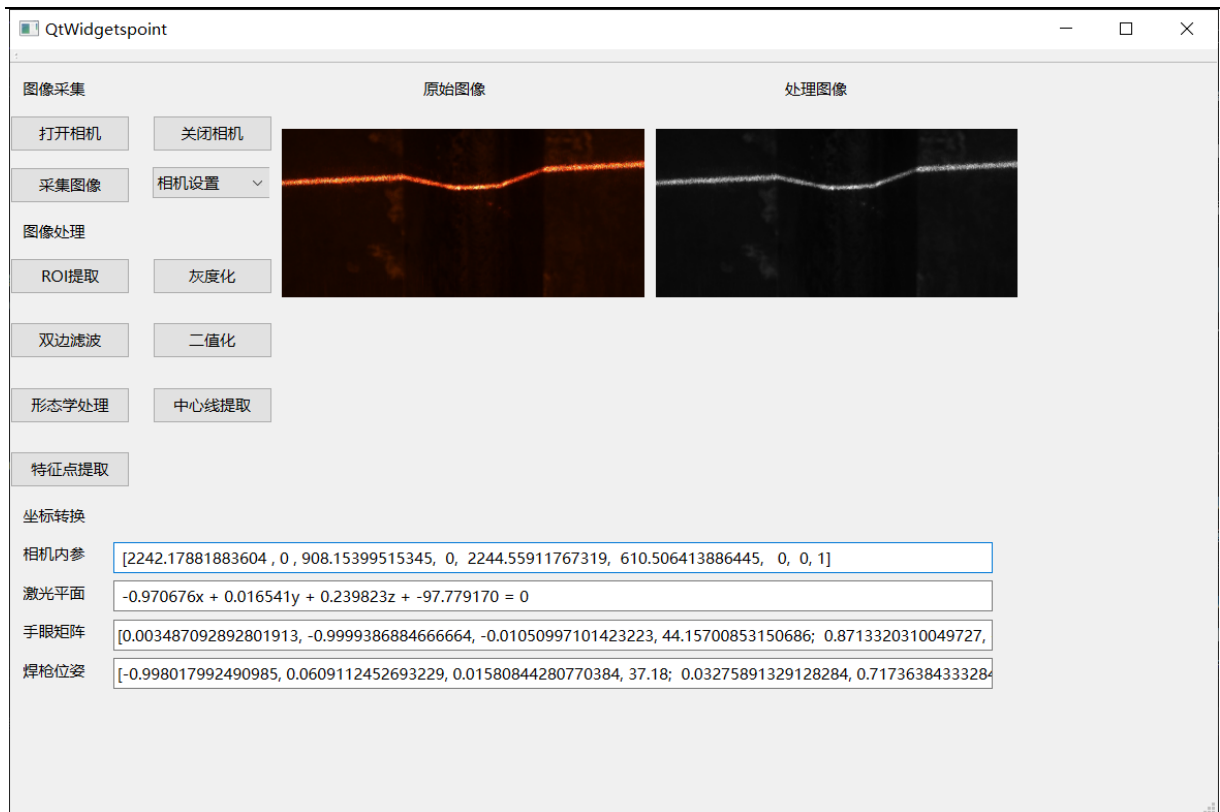 QtWidgetspoint
图像采集 原始图像 处理图像
打开相机 关闭相机
采集图像 相机设置
图像处理
ROI提取 灰度化
双边滤波 二值化
形态学处理 中心线提取
特征点提取
坐标转换
相机内参 [2242.17881883604 , 0 , 908.15399515345, 0, 2244.55911767319, 610.506413886445, 0, 0, 1]
激光平面 -0.970676x + 0.016541y + 0.239823z + -97.779170 = 0
手眼矩阵 [0.003487092892801913, -0.9999386884666664, -0.01050997101423223, 44.15700853150686; 0.8713320310049727,
焊枪位姿 [-0.998017992490985, 0.0609112452693229, 0.01580844280770384, 37.18; 0.03275891329128284, 0.71736384333284